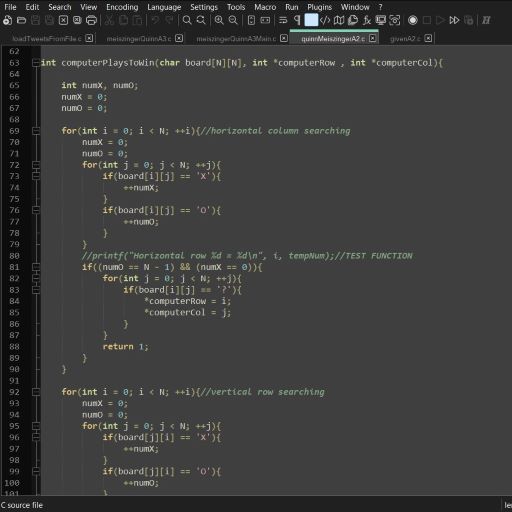 File Edit Search View Encoding Language Settings Tools Macro Run Plugins Window ?
loadTweetsFromFile.c meiszingerQuinnA3.c meiszingerQuinnA3Main.c quinnMeiszingerA2.c givenA2.c
62
63 int computerPlaysToWin(char board[N][N], int *computerRow , int *computerCol){
64
65 int numX, numO;
66 numX = 0;
67 numO = 0;
68
69 for(int i = 0; i < N; ++i){//horizontal column searching
70 numX = 0;
71 numO = 0;
72 for(int j = 0; j < N; ++j){
73 if(board[i][j] == 'X'){
74 ++numX;
75 }
76 if(board[i][j] == 'O'){
77 ++numO;
78 }
79 }
80 //printf("Horizontal row %d = %d\n", i, tempNum);//TEST FUNCTION
81 if((numO == N - 1) && (numX == 0)){
82 for(int j = 0; j < N; ++j){
83 if(board[i][j] == '?'){
84 *computerRow = i;
85 *computerCol = j;
86 }
87 }
88 return 1;
89 }
90 }
91
92 for(int i = 0; i < N; ++i){//vertical row searching
93 numX = 0;
94 numO = 0;
95 for(int j = 0; j < N; ++j){
96 if(board[j][i] == 'X'){
97 ++numX;
98 }
99 if(board[j][i] == 'O'){
100 ++numO;
101 }
C source file